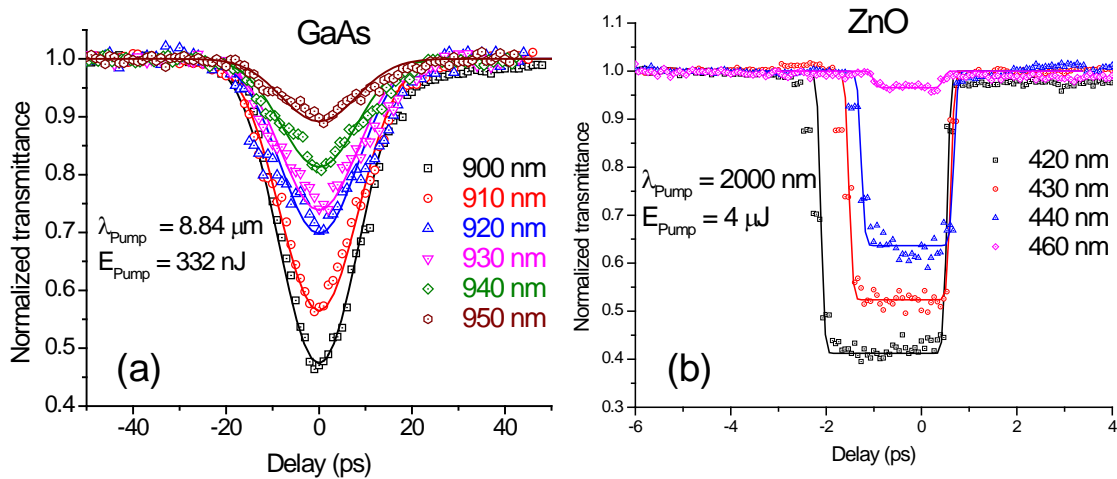 GaAs
1.0
0.9
0.8
0.7
0.6
0.5
0.4
Normalized transmittance
λPump = 8.84 μm
EPump = 332 nJ
900 nm
910 nm
920 nm
930 nm
940 nm
950 nm
(a)
-40 -20 0 20 40
Delay (ps)
ZnO
1.0
0.9
0.8
0.7
0.6
0.5
0.4
0.3
Normalized transmittance
λPump = 2000 nm
EPump = 4 μJ
420 nm
430 nm
440 nm
460 nm
(b)
-6 -4 -2 0 2 4
Delay (ps)